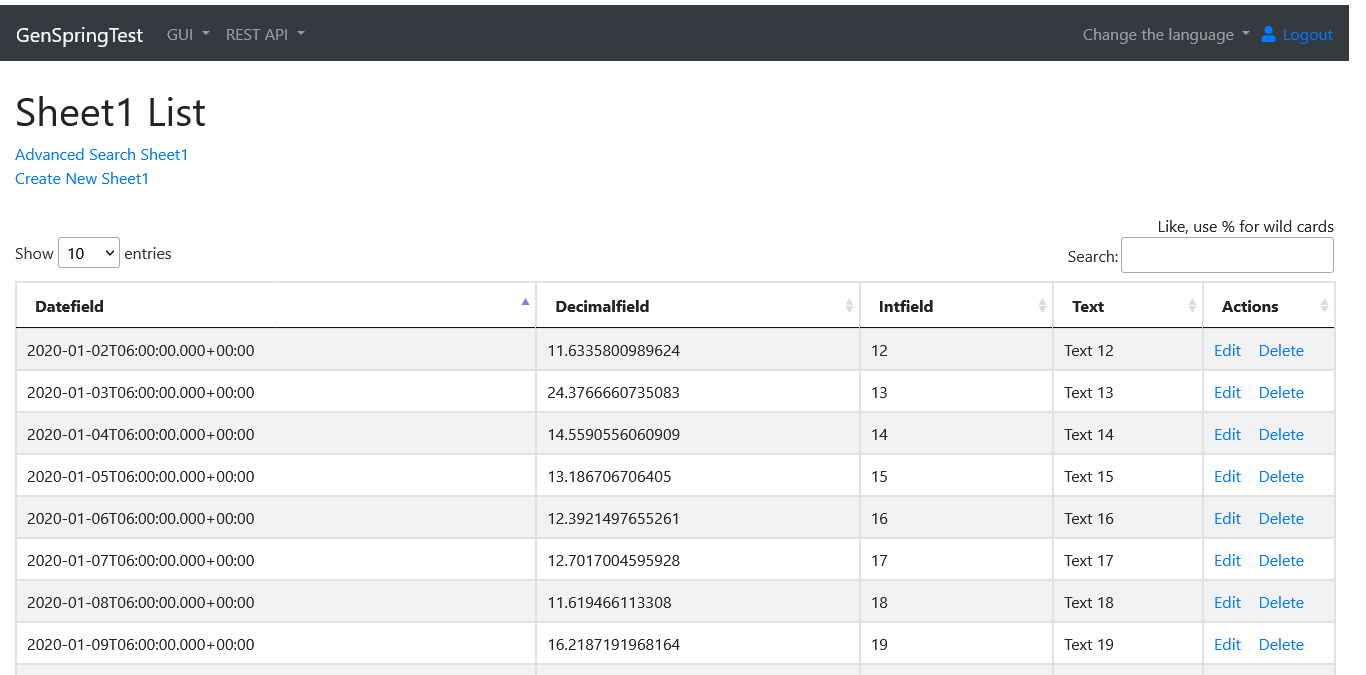 GenSpringTest GUI REST API Change the language Logout
Sheet1 List
Advanced Search Sheet1
Create New Sheet1
Like, use % for wild cards
Show 10 entries Search:
Datefield Decimalfield Intfield Text Actions
2020-01-02T06:00:00.000+00:00 11.6335800989624 12 Text 12 Edit Delete
2020-01-03T06:00:00.000+00:00 24.3766660735083 13 Text 13 Edit Delete
2020-01-04T06:00:00.000+00:00 14.5590556060909 14 Text 14 Edit Delete
2020-01-05T06:00:00.000+00:00 13.186706706405 15 Text 15 Edit Delete
2020-01-06T06:00:00.000+00:00 12.3921497655261 16 Text 16 Edit Delete
2020-01-07T06:00:00.000+00:00 12.7017004595928 17 Text 17 Edit Delete
2020-01-08T06:00:00.000+00:00 11.619466113308 18 Text 18 Edit Delete
2020-01-09T06:00:00.000+00:00 16.2187191968164 19 Text 19 Edit Delete